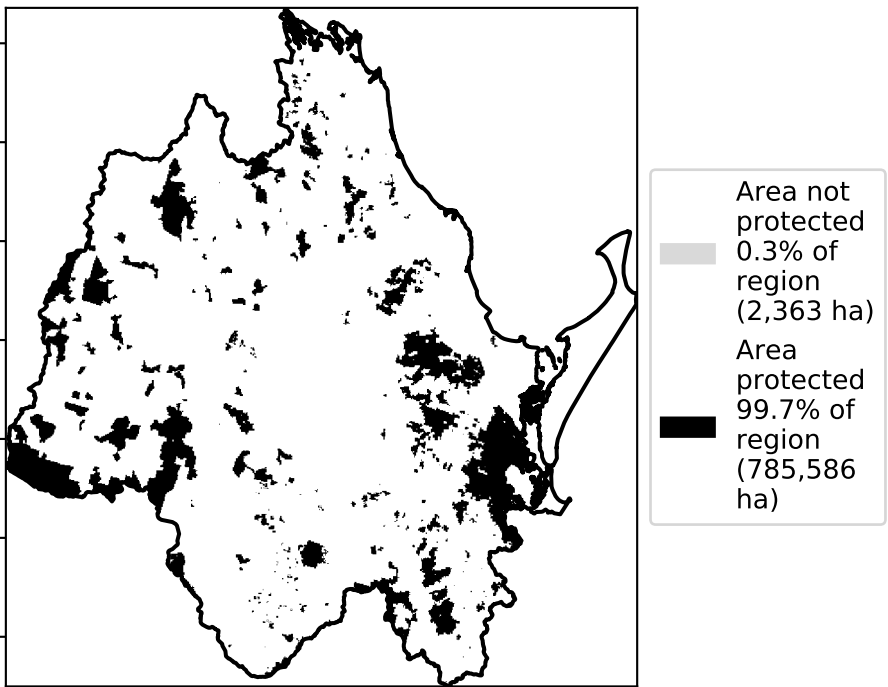 Area not
protected
0.3% of
region
(2,363 ha)
Area
protected
99.7% of
region
(785,586
ha)